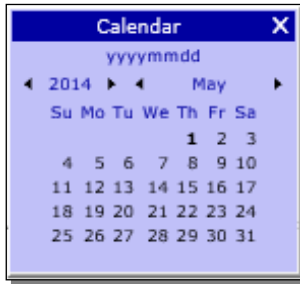 Calendar X
yyyymmdd
◄ 2014 ► ◄ May ►
Su Mo Tu We Th Fr Sa
1 2 3
4 5 6 7 8 9 10
11 12 13 14 15 16 17
18 19 20 21 22 23 24
25 26 27 28 29 30 31